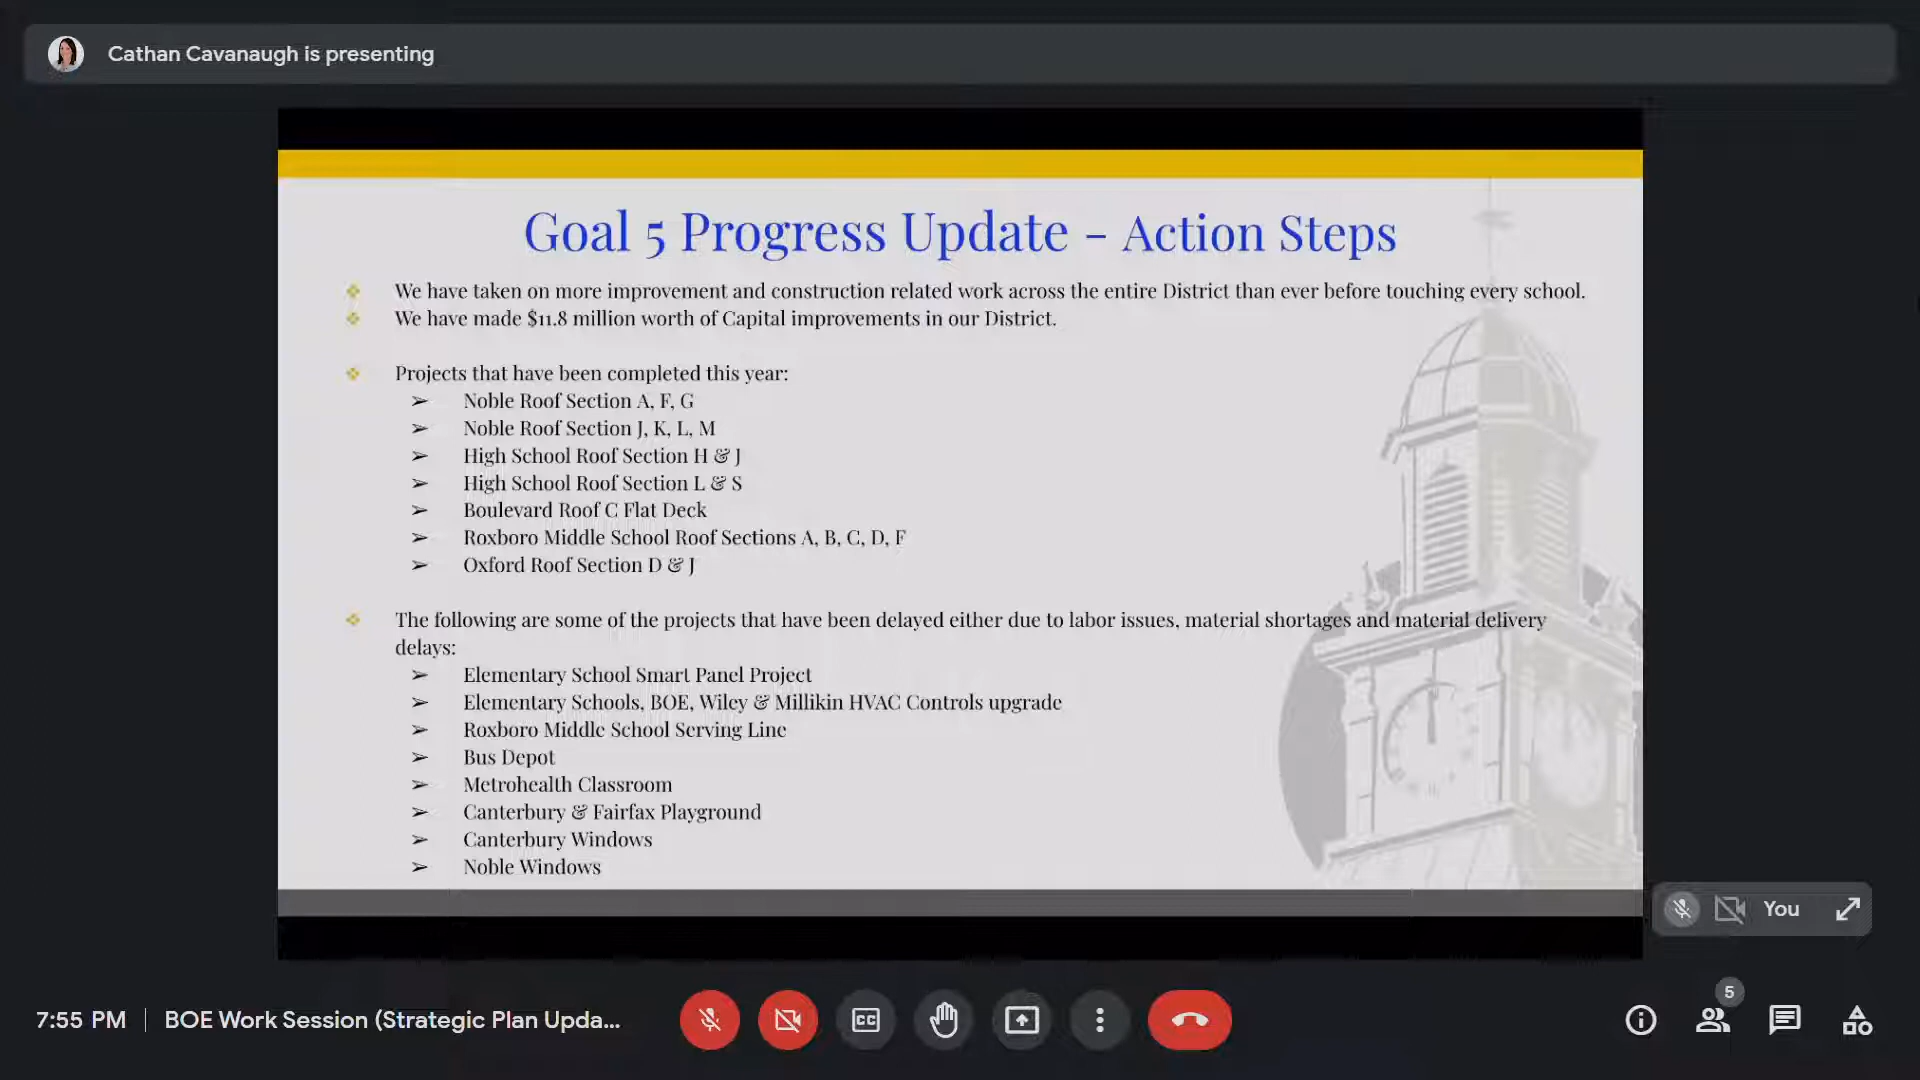 Cathan Cavanaugh is presenting
Goal 5 Progress Update - Action Steps
We have taken on more improvement and construction related work across the entire District than ever before touching every school.
We have made $11.8 million worth of Capital improvements in our District.
Projects that have been completed this year:
Noble Roof Section A, F, G
Noble Roof Section J, K, L, M
High School Roof Section H & J
High School Roof Section L & S
Boulevard Roof C Flat Deck
Roxboro Middle School Roof Sections A, B, C, D, F
Oxford Roof Section D & J
The following are some of the projects that have been delayed either due to labor issues, material shortages and material delivery
delays:
Elementary School Smart Panel Project
Elementary Schools, BOE, Wiley & Millikin HVAC Controls upgrade
Roxboro Middle School Serving Line
Bus Depot
Metrohealth Classroom
Canterbury & Fairfax Playground
Canterbury Windows
Noble Windows
You
5
7:55 PM | BOE Work Session (Strategic Plan Upda...
CC